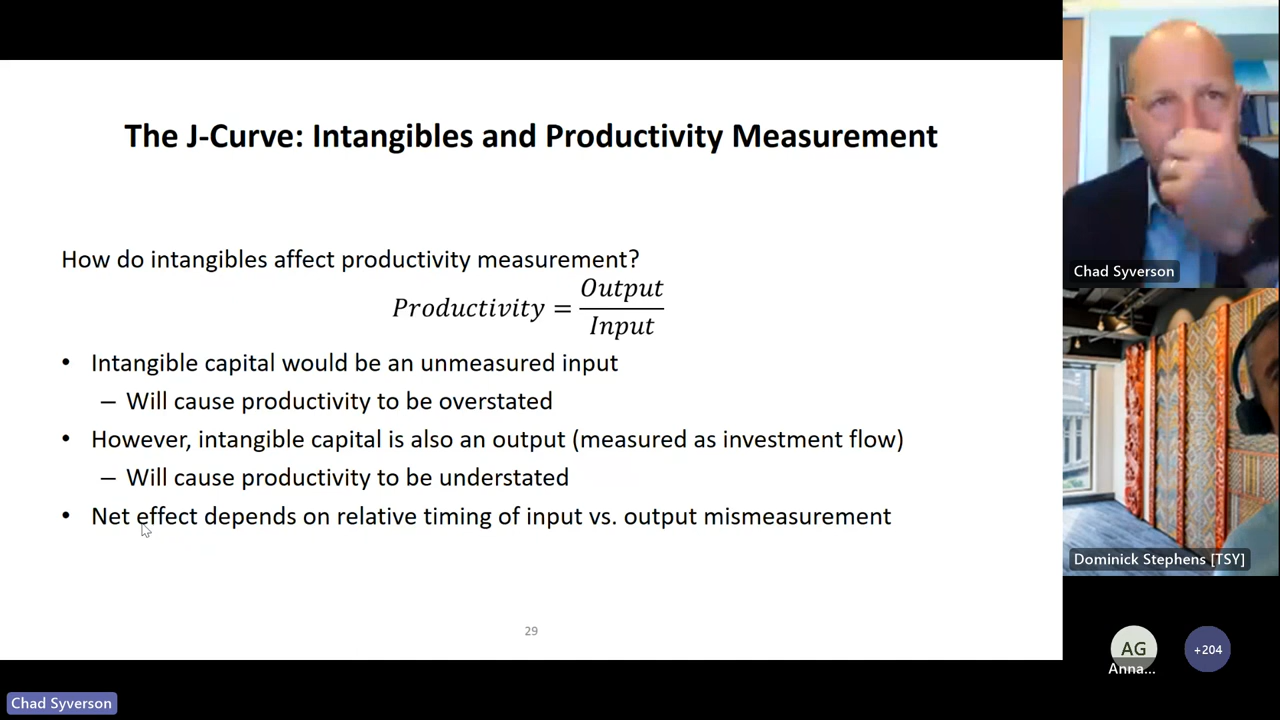 The J-Curve: Intangibles and Productivity Measurement
How do intangibles affect productivity measurement?
Productivity = Output / Input
• Intangible capital would be an unmeasured input
– Will cause productivity to be overstated
• However, intangible capital is also an output (measured as investment flow)
– Will cause productivity to be understated
• Net effect depends on relative timing of input vs. output mismeasurement
29
Chad Syverson
Dominick Stephens [TSY]
AG
Anna...
+204
Chad Syverson